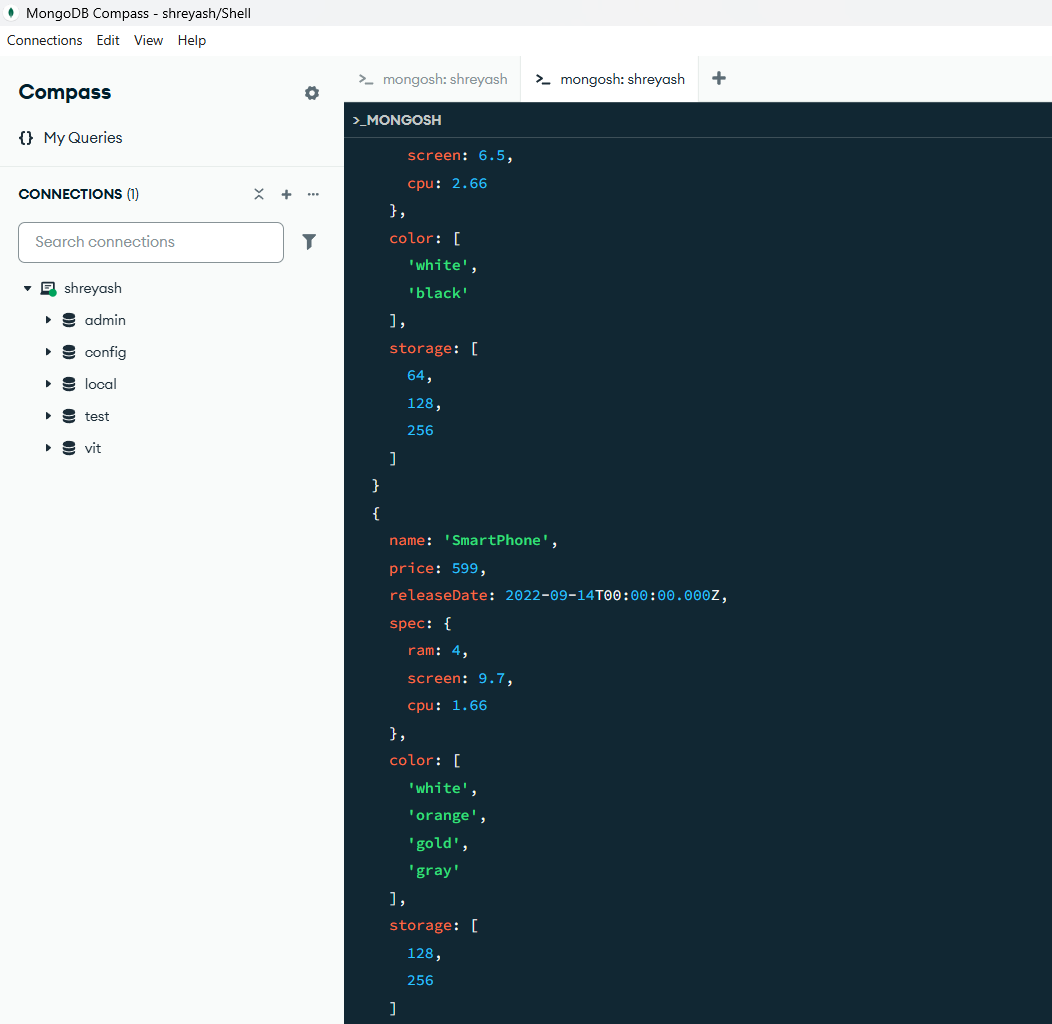 MongoDB Compass - shreyash/Shell
Connections Edit View Help
Compass
{} My Queries
CONNECTIONS (1)
Search connections
shreyash
admin
config
local
test
vit
>_ mongosh: shreyash
>_ mongosh: shreyash +
>_MONGOSH
screen: 6.5,
cpu: 2.66
},
color: [
'white',
'black'
],
storage: [
64,
128,
256
]
}
{
name: 'SmartPhone',
price: 599,
releaseDate: 2022-09-14T00:00:00.000Z,
spec: {
ram: 4,
screen: 9.7,
cpu: 1.66
},
color: [
'white',
'orange',
'gold',
'gray'
],
storage: [
128,
256
]